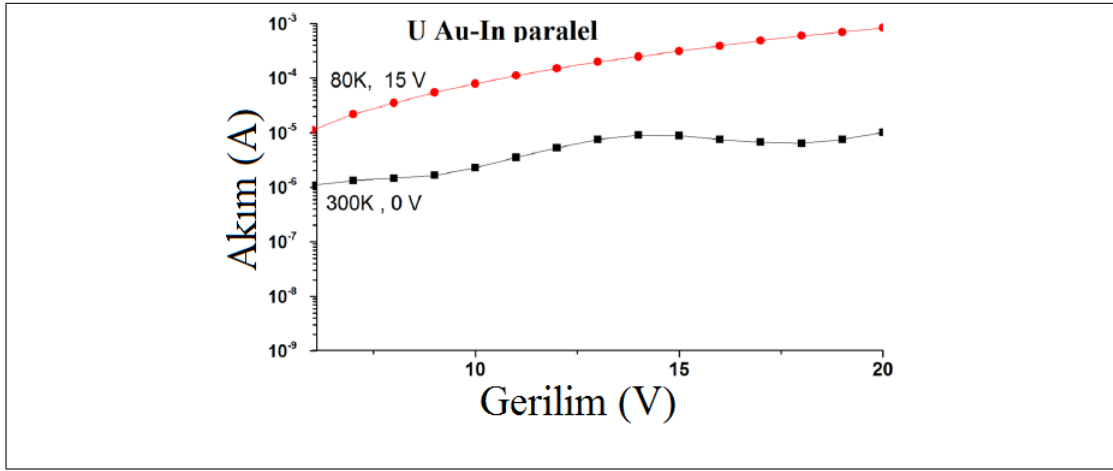 U Au-In paralel
10⁻³
10⁻⁴
10⁻⁵
10⁻⁶
10⁻⁷
10⁻⁸
10⁻⁹
80K, 15 V
300K , 0 V
Akım (A)
10
15
20
Gerilim (V)